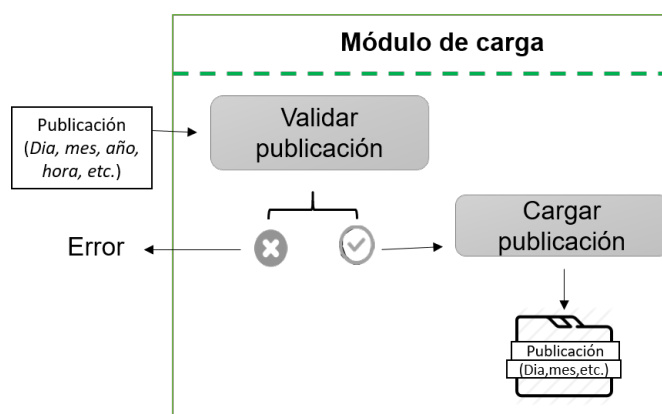 Módulo de carga
Publicación
(Dia, mes, año,
hora, etc.)
Validar
publicación
Error
Cargar
publicación
Publicación
(Dia,mes,etc.)